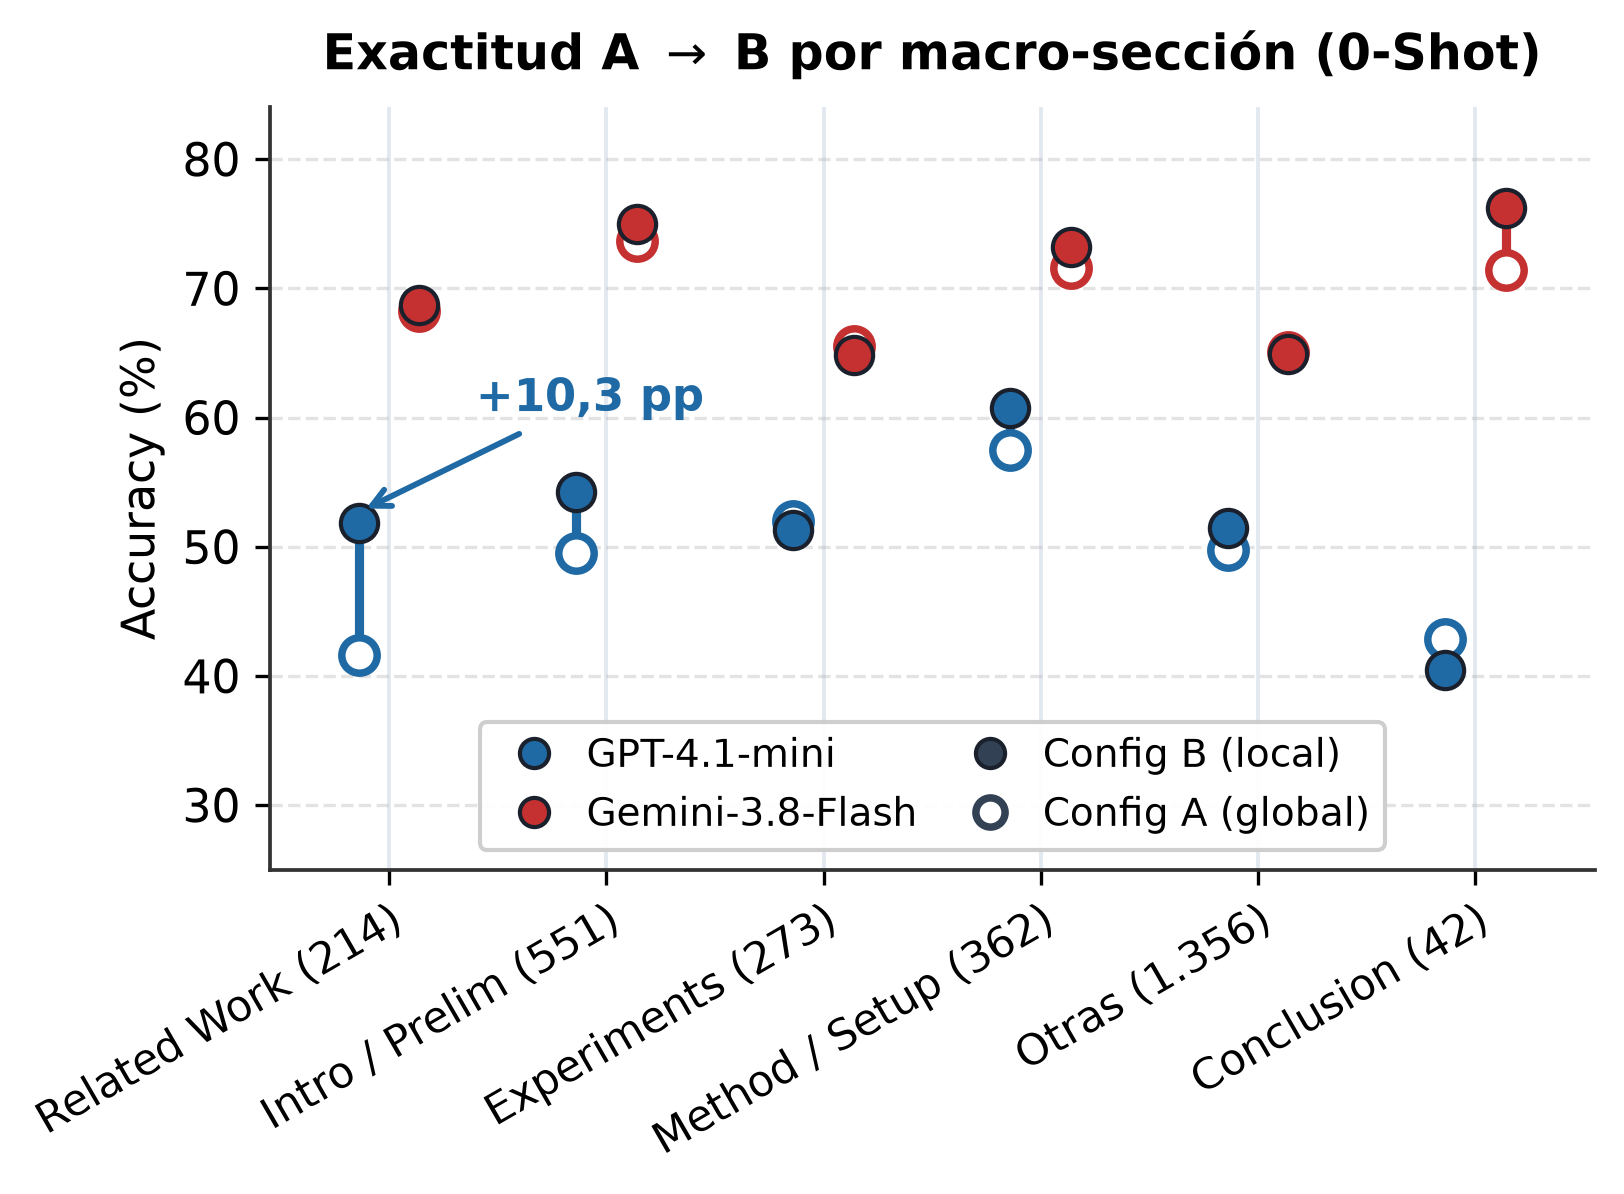 Exactitud A → B por macro-sección (0-Shot)
Accuracy (%)
80
70
60
50
40
30
+10,3 pp
GPT-4.1-mini
Gemini-3.8-Flash
Config B (local)
Config A (global)
Related Work (214)
Intro / Prelim (551)
Experiments (273)
Method / Setup (362)
Otras (1.356)
Conclusion (42)